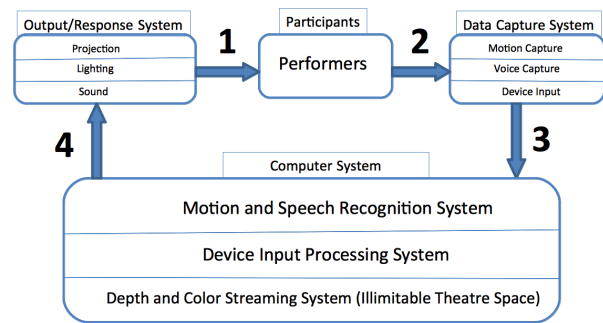 Output/Response System
Projection
Lighting
Sound
1
Participants
Performers
2
Data Capture System
Motion Capture
Voice Capture
Device Input
3
4
Computer System
Motion and Speech Recognition System
Device Input Processing System
Depth and Color Streaming System (Illimitable Theatre Space)